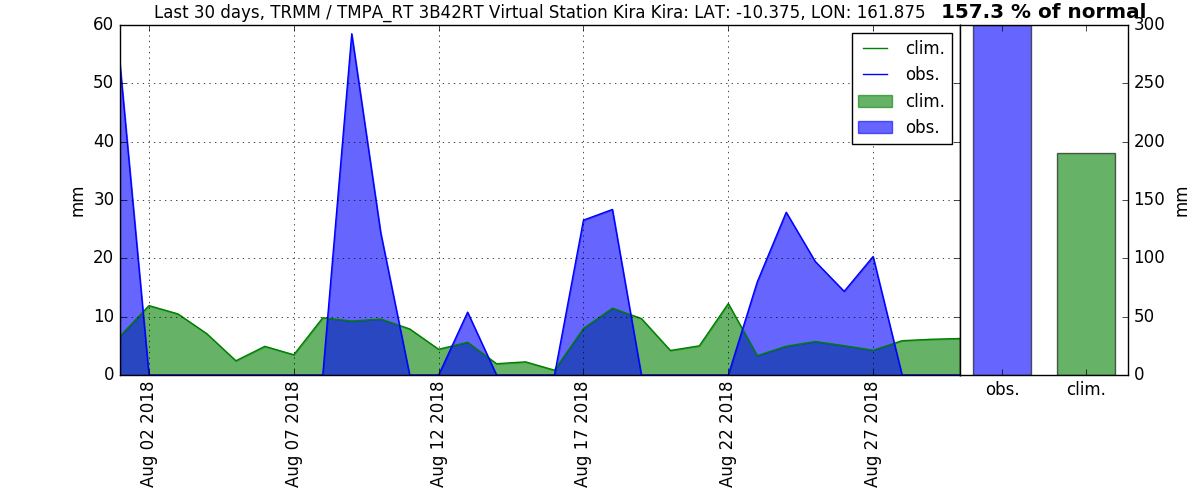 Last 30 days, TRMM / TMPA_RT 3B42RT Virtual Station Kira Kira: LAT: -10.375, LON: 161.875 157.3 % of normal
60
50
40
30
20
10
0
mm
clim.
obs.
clim.
obs.
Aug 02 2018
Aug 07 2018
Aug 12 2018
Aug 17 2018
Aug 22 2018
Aug 27 2018
300
250
200
150
100
50
0
mm
obs. clim.